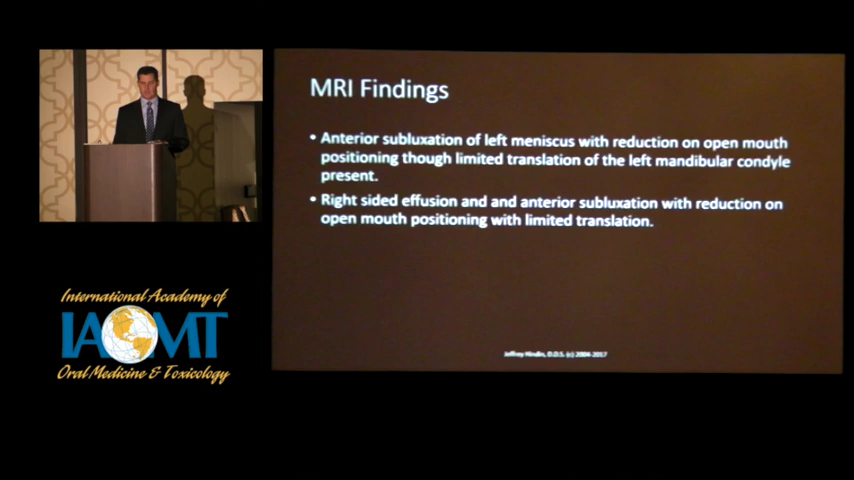 MRI Findings
• Anterior subluxation of left meniscus with reduction on open mouth
positioning though limited translation of the left mandibular condyle
present.
• Right sided effusion and and anterior subluxation with reduction on
open mouth positioning with limited translation.
Jeffrey Hindin, D.D.S. (c) 2004-2017
International Academy of
IAOMT
Oral Medicine & Toxicology